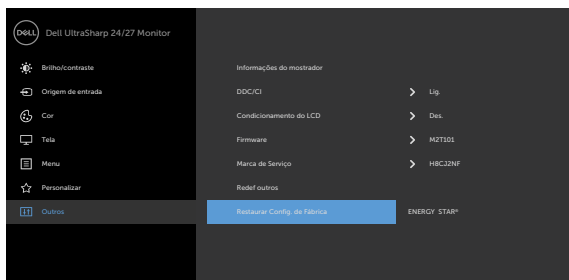 DELL Dell UltraSharp 24/27 Monitor
Brilho/contraste Informações do mostrador
Origem de entrada DDC/CI Lig.
Cor Condicionamento do LCD Des.
Tela Firmware M2T101
Menu Marca de Serviço H8CJ2NF
Personalizar Redef outros
Outros Restaurar Config. de Fábrica ENERGY STAR®